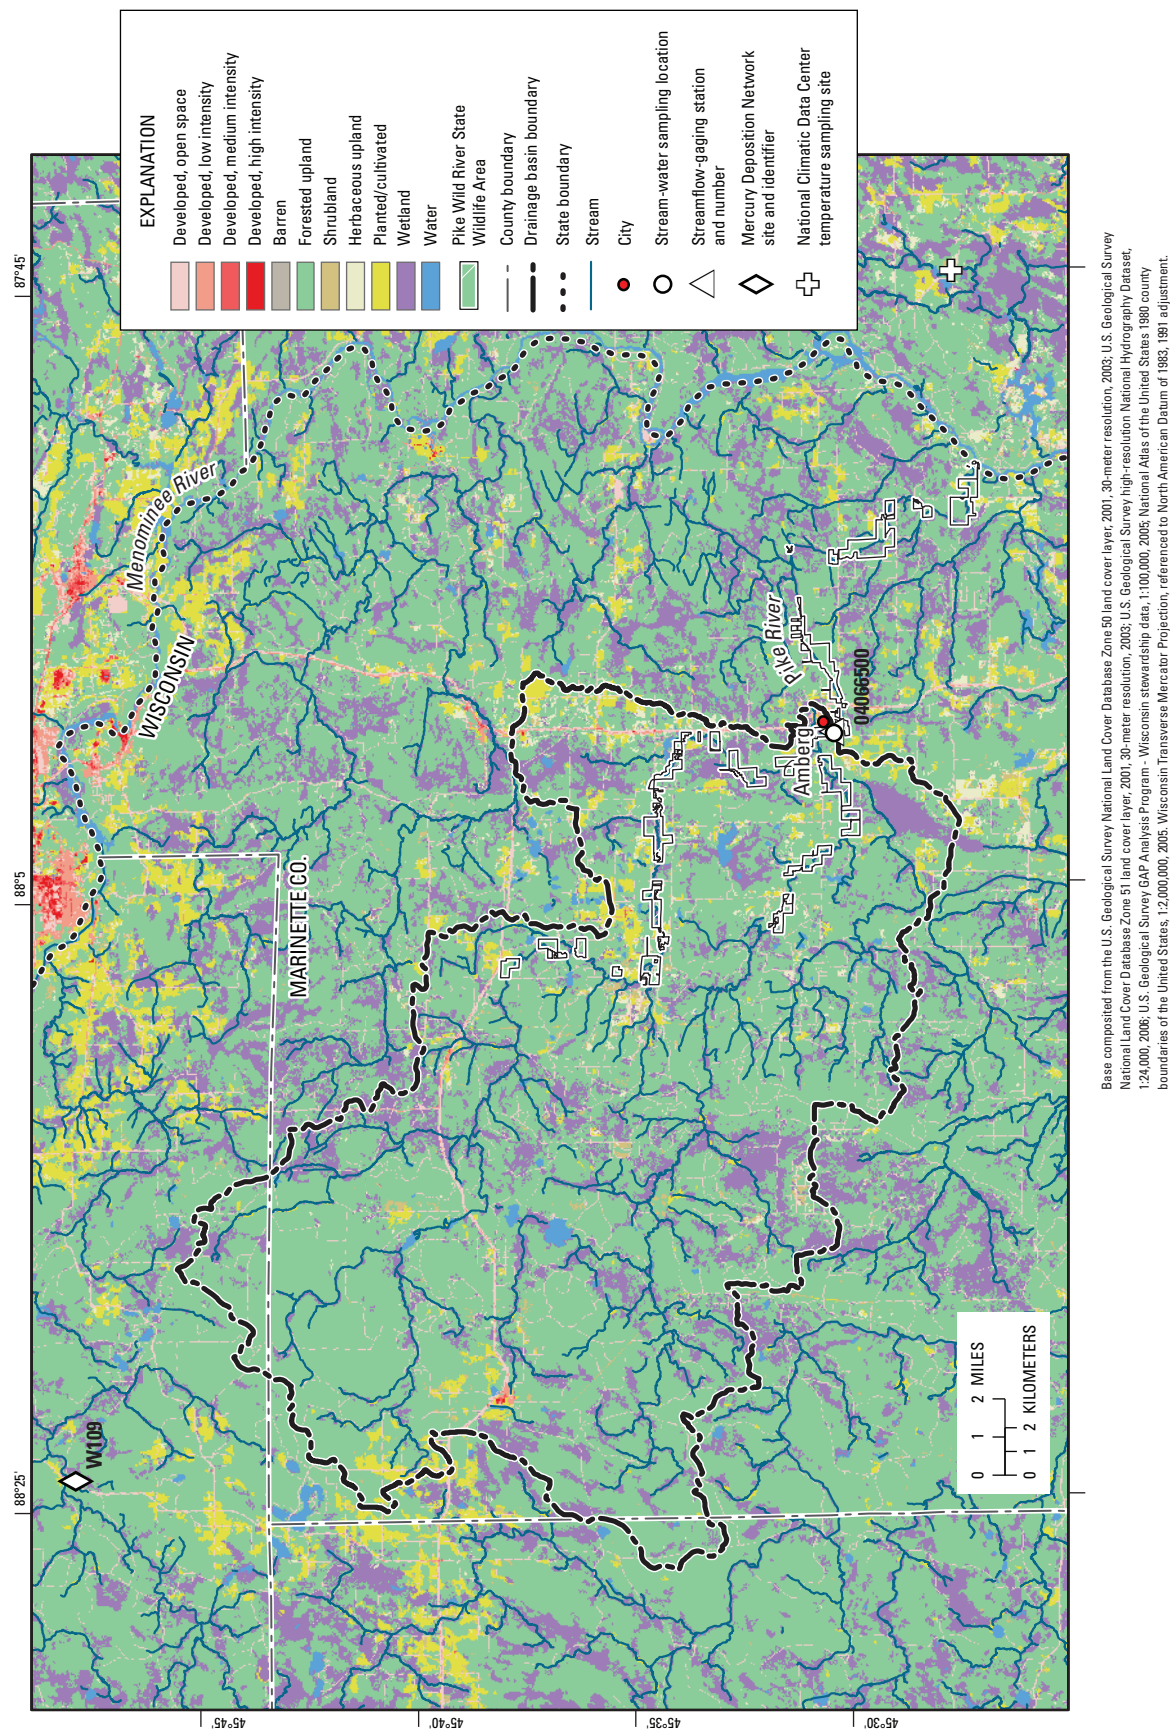 EXPLANATION
Developed, open space
Developed, low intensity
Developed, medium intensity
Developed, high intensity
Barren
Forested upland
Shrubland
Herbaceous upland
Planted/cultivated
Wetland
Water
Pike Wild River State
Wildlife Area
County boundary
Drainage basin boundary
State boundary
Stream
City
Stream-water sampling location
Streamflow-gaging station
and number
Mercury Deposition Network
site and identifier
National Climatic Data Center
temperature sampling site
88°25'
88°5
87°45'
45°45'
45°40'
45°35'
45°30'
W109
Menominee River
WISCONSIN
MARINETTE CO.
Pike River
Amberg
04066500
0 1 2 MILES
0 1 2 KILOMETERS
Base composited from the U.S. Geological Survey National Land Cover Database Zone 50 land cover layer, 2001, 30-meter resolution, 2003; U.S. Geological Survey
National Land Cover Database Zone 51 land cover layer, 2001, 30-meter resolution, 2003; U.S. Geological Survey high-resolution National Hydrography Dataset,
1:24,000, 2006; U.S. Geological Survey GAP Analysis Program - Wisconsin stewardship data, 1:100,000, 2005; National Atlas of the United States 1980 county
boundaries of the United States, 1:2,000,000, 2005. Wisconsin Transverse Mercator Projection, referenced to North American Datum of 1983, 1991 adjustment.